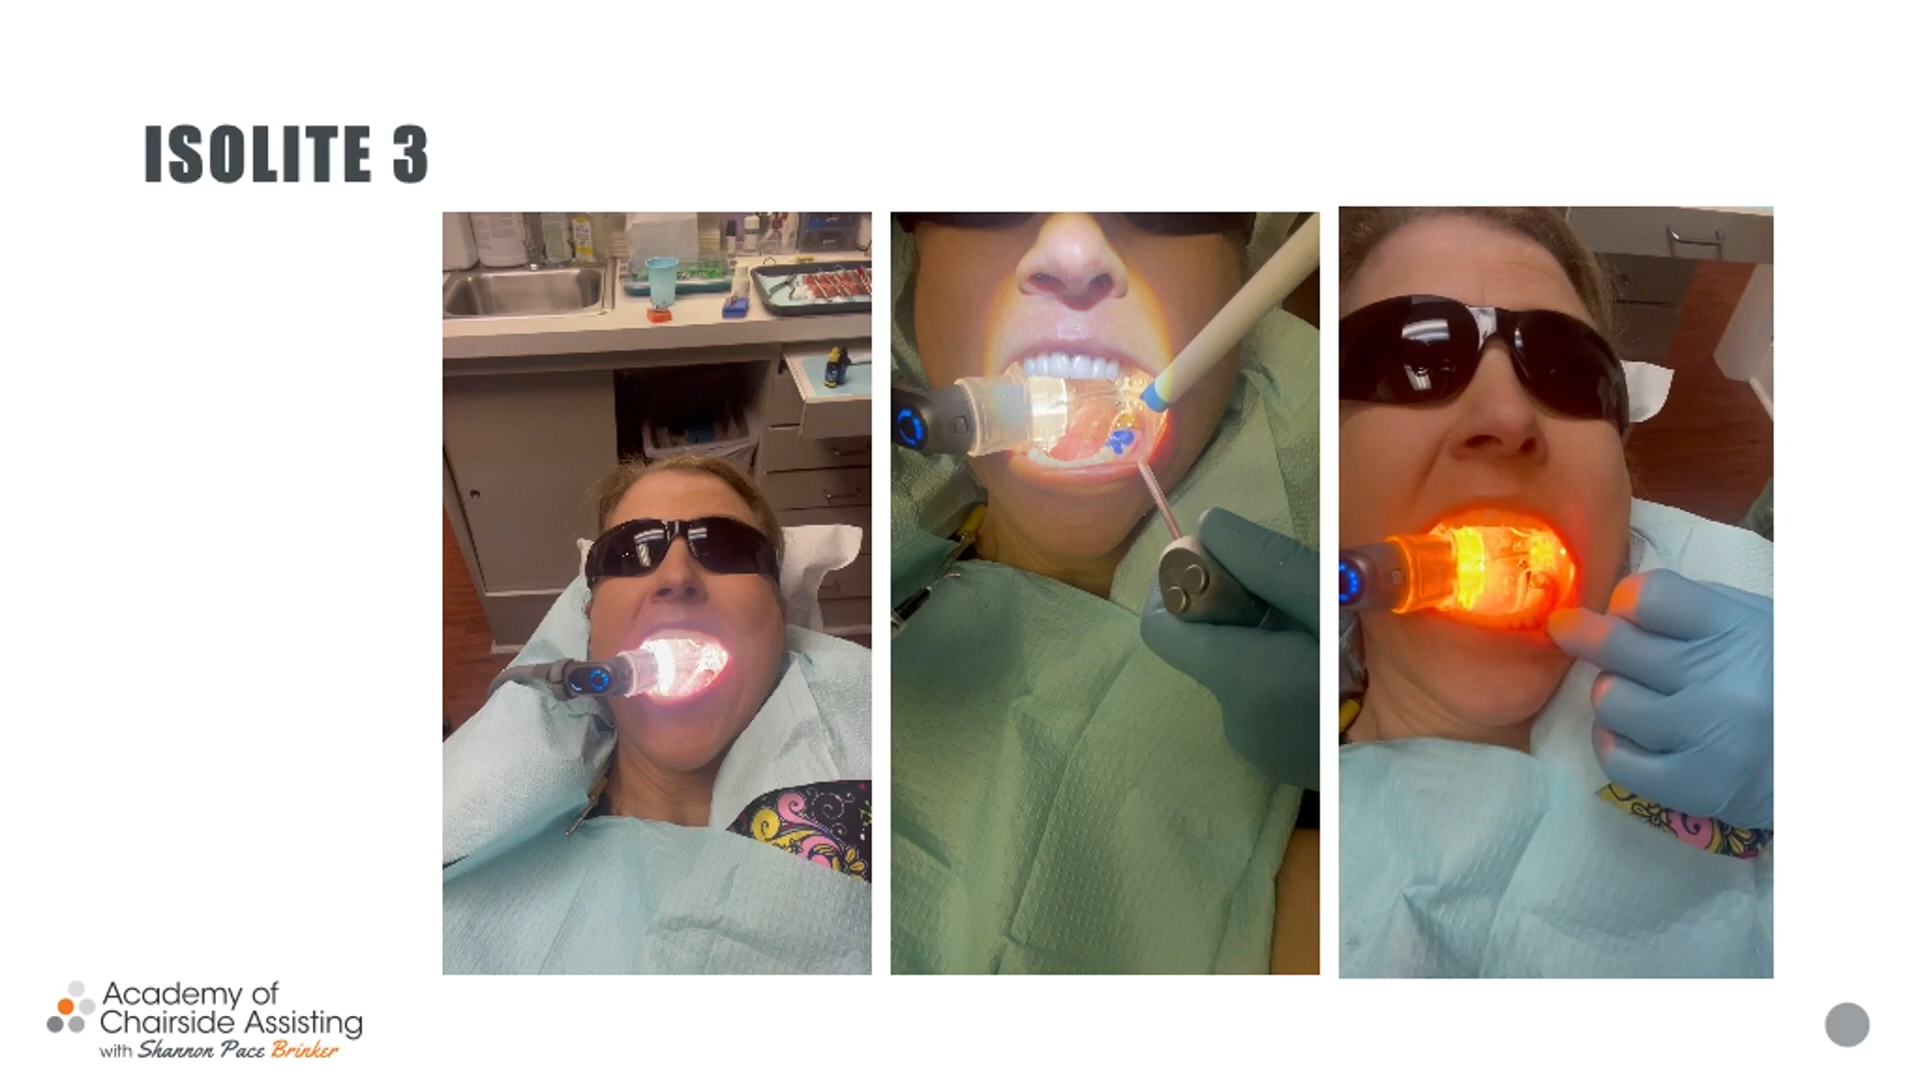 ISOLITE 3
Academy of
Chairside Assisting
with Shannon Pace Brinker